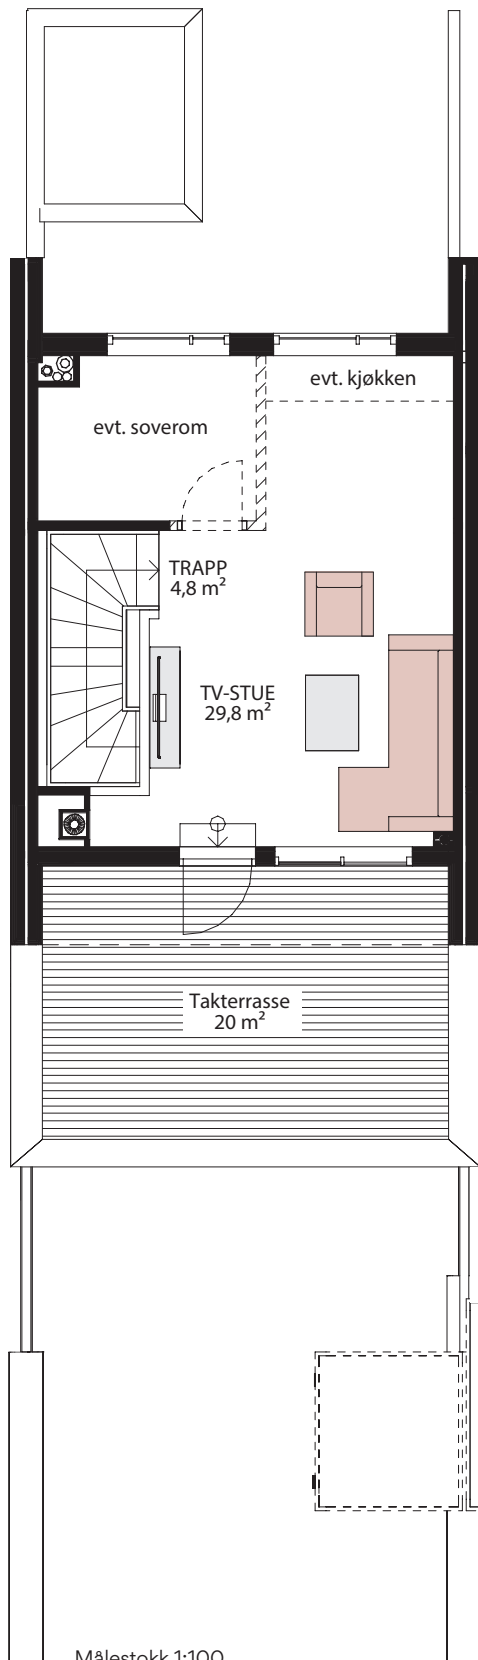 evt. kjøkken
evt. soverom
TRAPP
4,8 m²
TV-STUE
29,8 m²
Takterrasse
20 m²
Målestokk 1:100